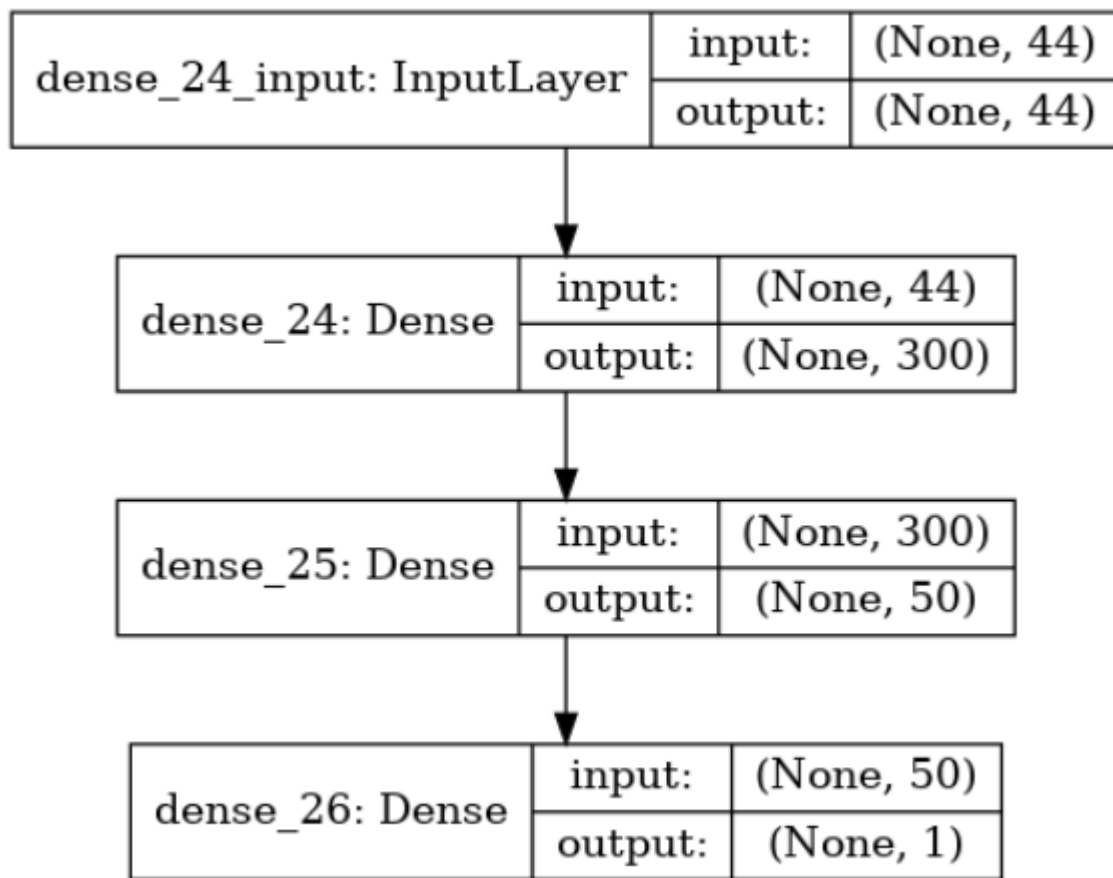 dense_24_input: InputLayer
input: (None, 44)
output: (None, 44)
dense_24: Dense
input: (None, 44)
output: (None, 300)
dense_25: Dense
input: (None, 300)
output: (None, 50)
dense_26: Dense
input: (None, 50)
output: (None, 1)